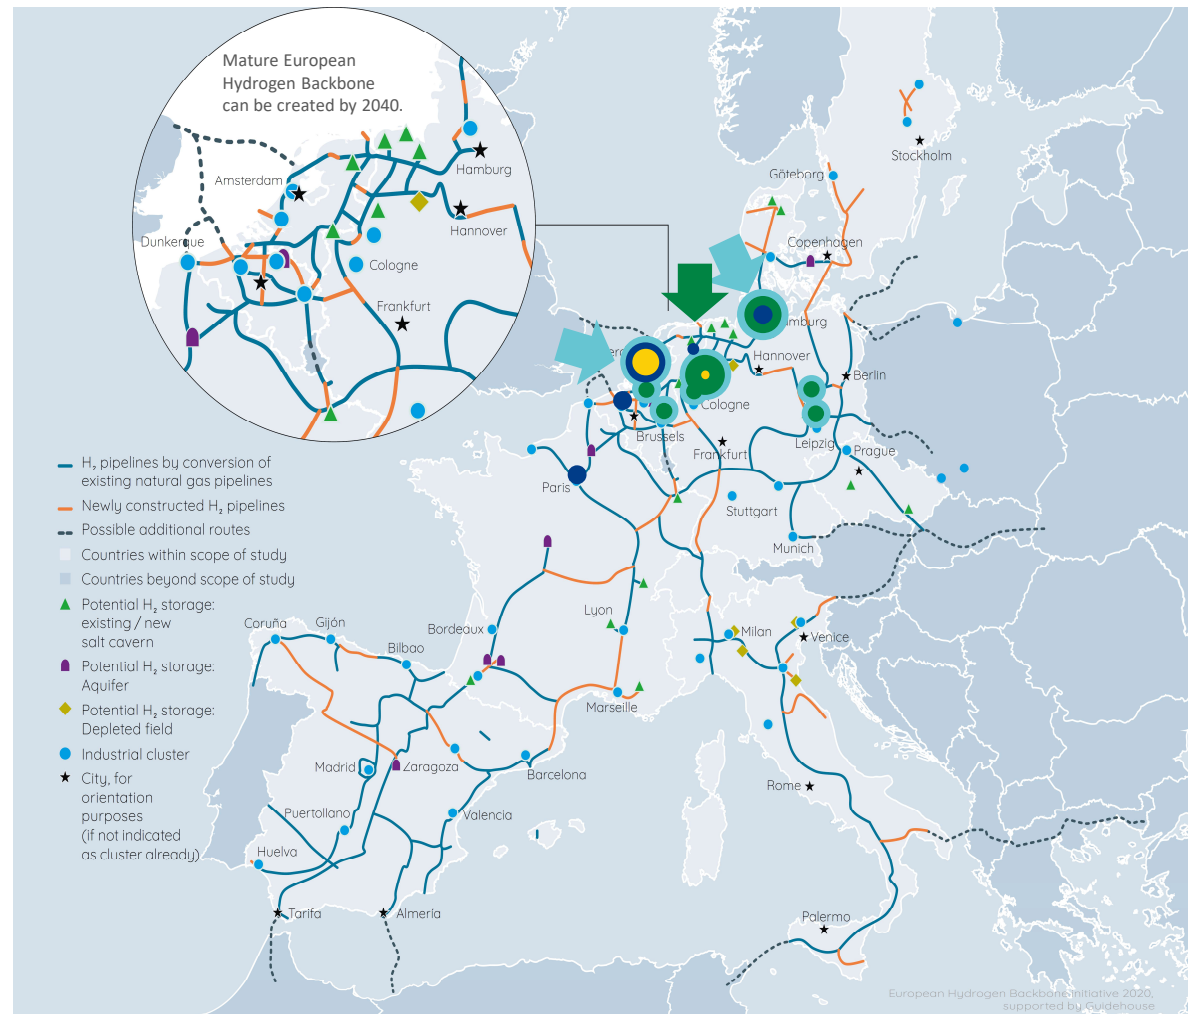 Mature European
Hydrogen Backbone
can be created by 2040.
Amsterdam
Hamburg
Hannover
Dunkerque
Cologne
Frankfurt
Stockholm
Göteborg
Copenhagen
Hannover
Berlin
Cologne
Brussels
Leipzig
Frankfurt
Prague
Paris
Stuttgart
Munich
H₂ pipelines by conversion of
existing natural gas pipelines
Newly constructed H₂ pipelines
Possible additional routes
Countries within scope of study
Countries beyond scope of study
Potential H₂ storage:
existing / new
salt cavern
Potential H₂ storage:
Aquifer
Potential H₂ storage:
Depleted field
Industrial cluster
City, for
orientation
purposes
(if not indicated
as cluster already)
Lyon
Coruña
Gijón
Bordeaux
Milan
Venice
Bilbao
Marseille
Madrid
Zaragoza
Barcelona
Rome
Puertollano
Valencia
Huelva
Tarifa
Almería
Palermo
European Hydrogen Backbone initiative 2020,
supported by Guidehouse